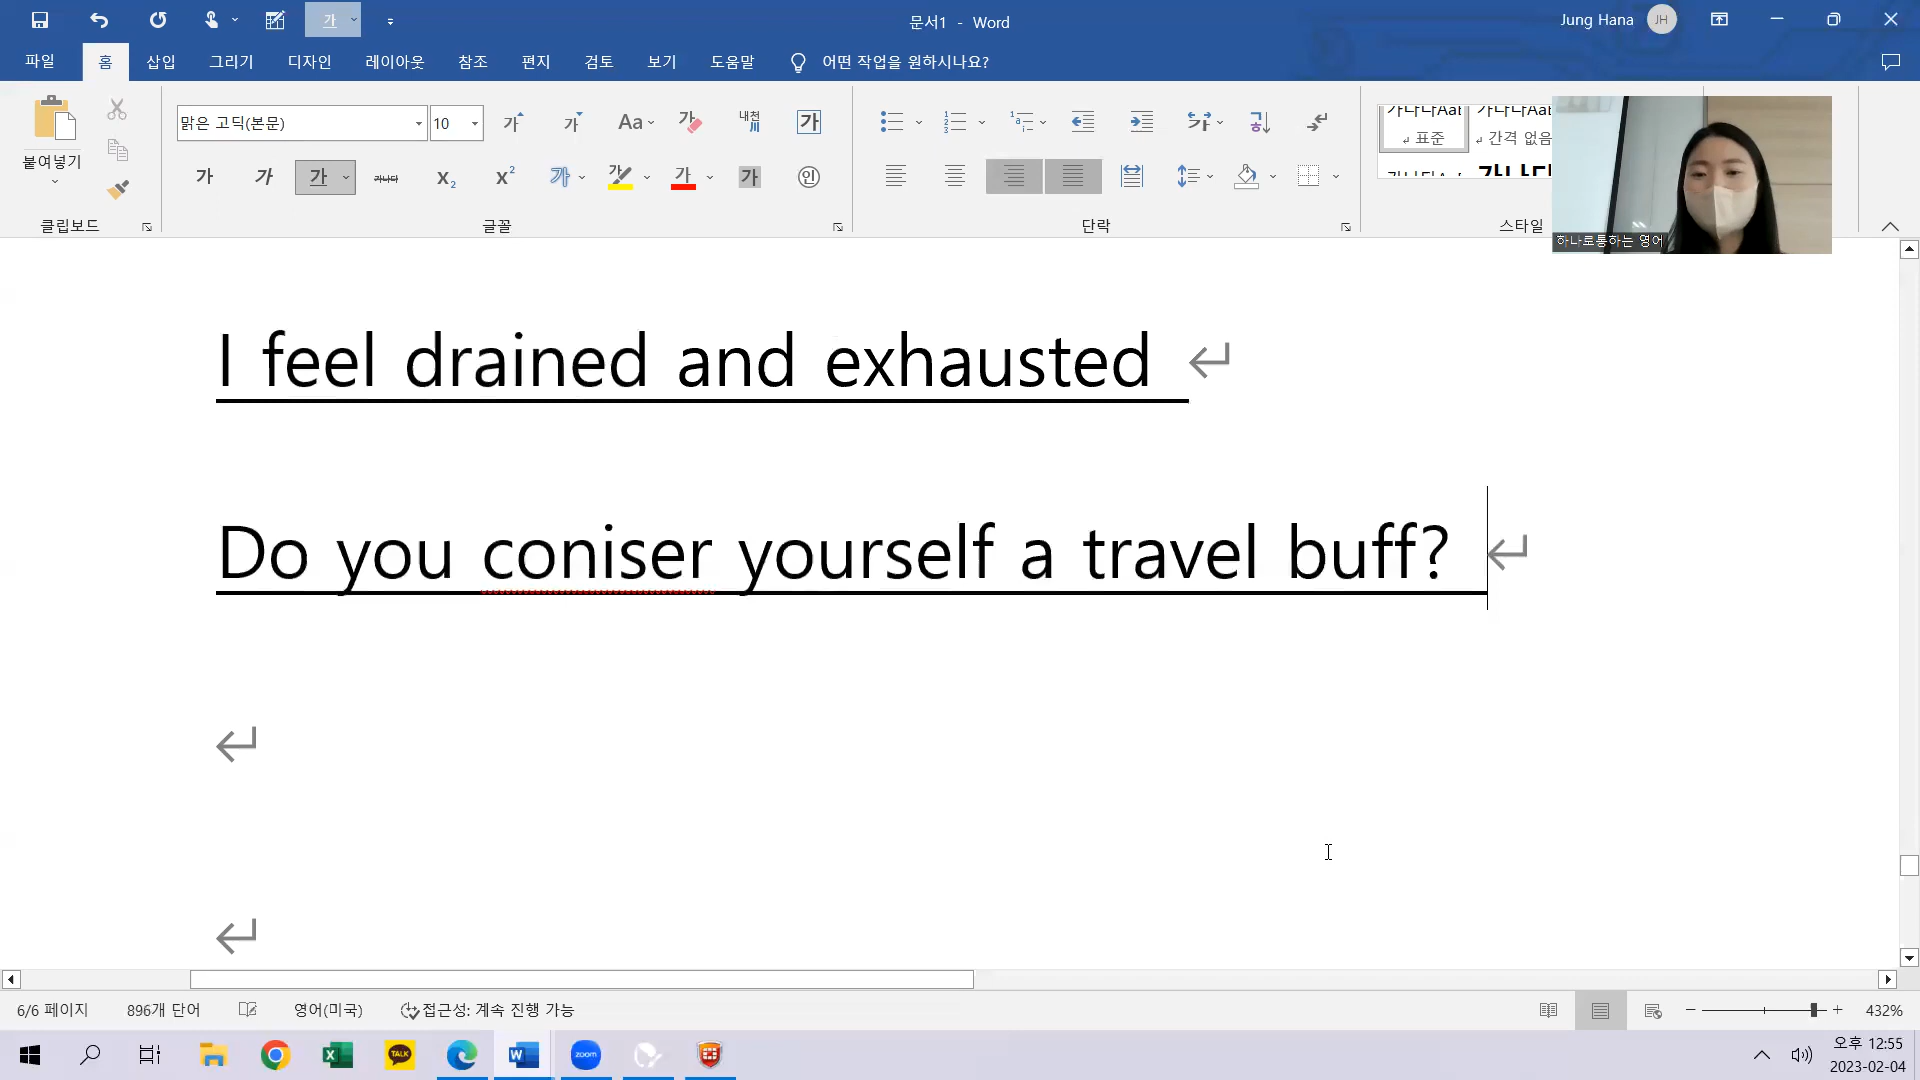 문서1 - Word
Jung Hana
JH
파일 홈 삽입 그리기 디자인 레이아웃 참조 편지 검토 보기 도움말 어떤 작업을 원하시나요?
붙여넣기
맑은 고딕(본문) 10
표준
간격 없음
클립보드 글꼴 단락 스타일
하나로통하는 영어
I feel drained and exhausted
Do you coniser yourself a travel buff?
6/6 페이지 896개 단어 영어(미국) 접근성: 계속 진행 가능 432%
TALK
zoom
오후 12:55
2023-02-04